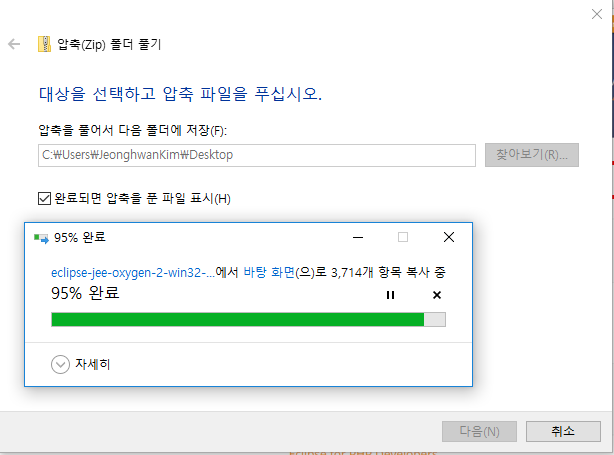 압축(Zip) 폴더 풀기
대상을 선택하고 압축 파일을 푸십시오.
압축을 풀어서 다음 폴더에 저장(F):
C:₩Users₩JeonghwanKim₩Desktop
찾아보기(R)...
완료되면 압축을 푼 파일 표시(H)
95% 완료
eclipse-jee-oxygen-2-win32-...에서 바탕 화면(으)로 3,714개 항목 복사 중
95% 완료
자세히
다음(N)
취소
Eclipse for PHP Developers